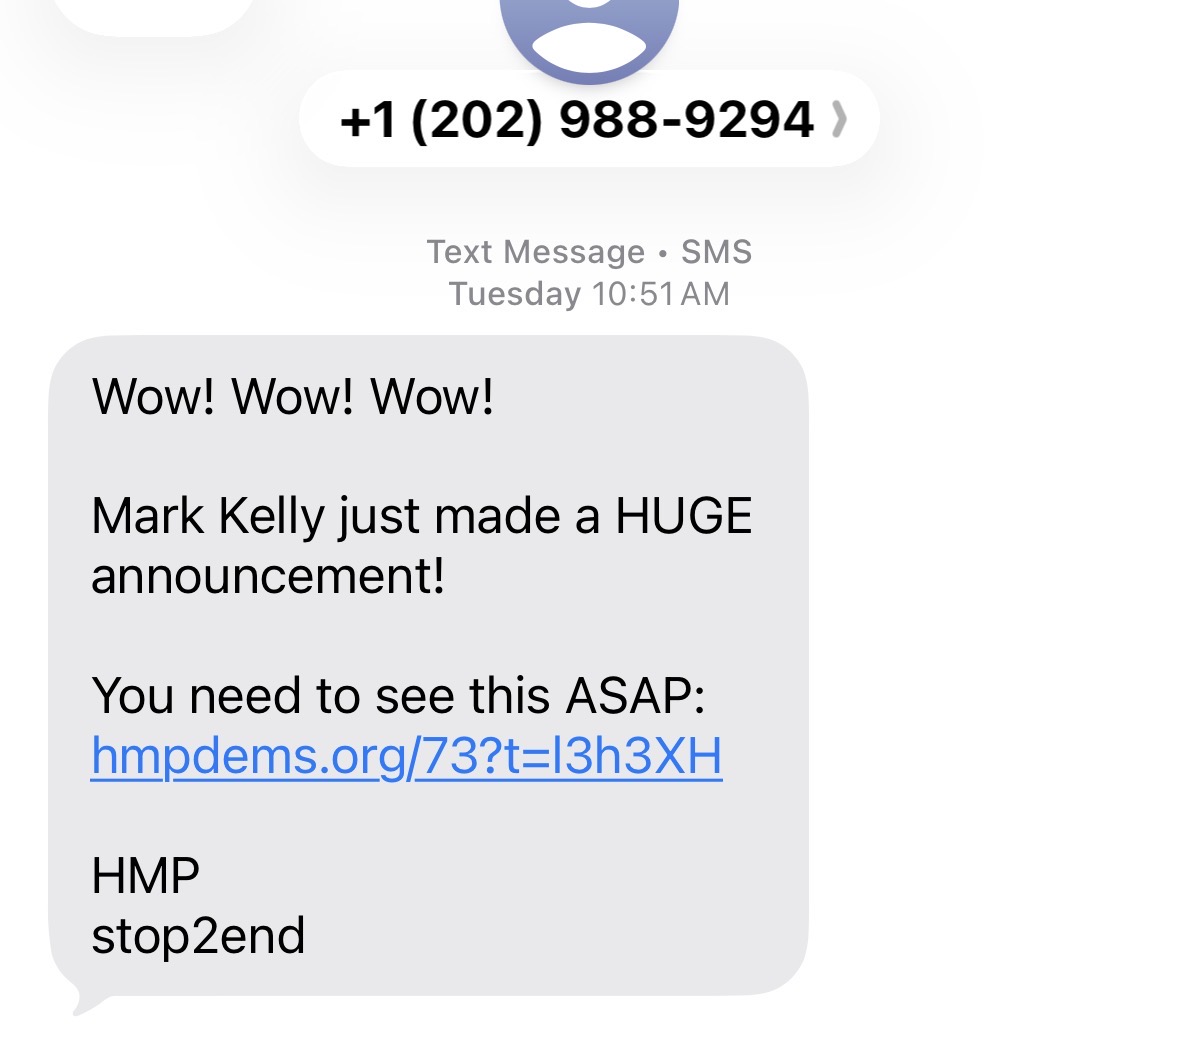 +1 (202) 988-9294 ›
Text Message • SMS
Tuesday 10:51 AM
Wow! Wow! Wow!
Mark Kelly just made a HUGE
announcement!
You need to see this ASAP:
hmpdems.org/73?t=l3h3XH
HMP
stop2end